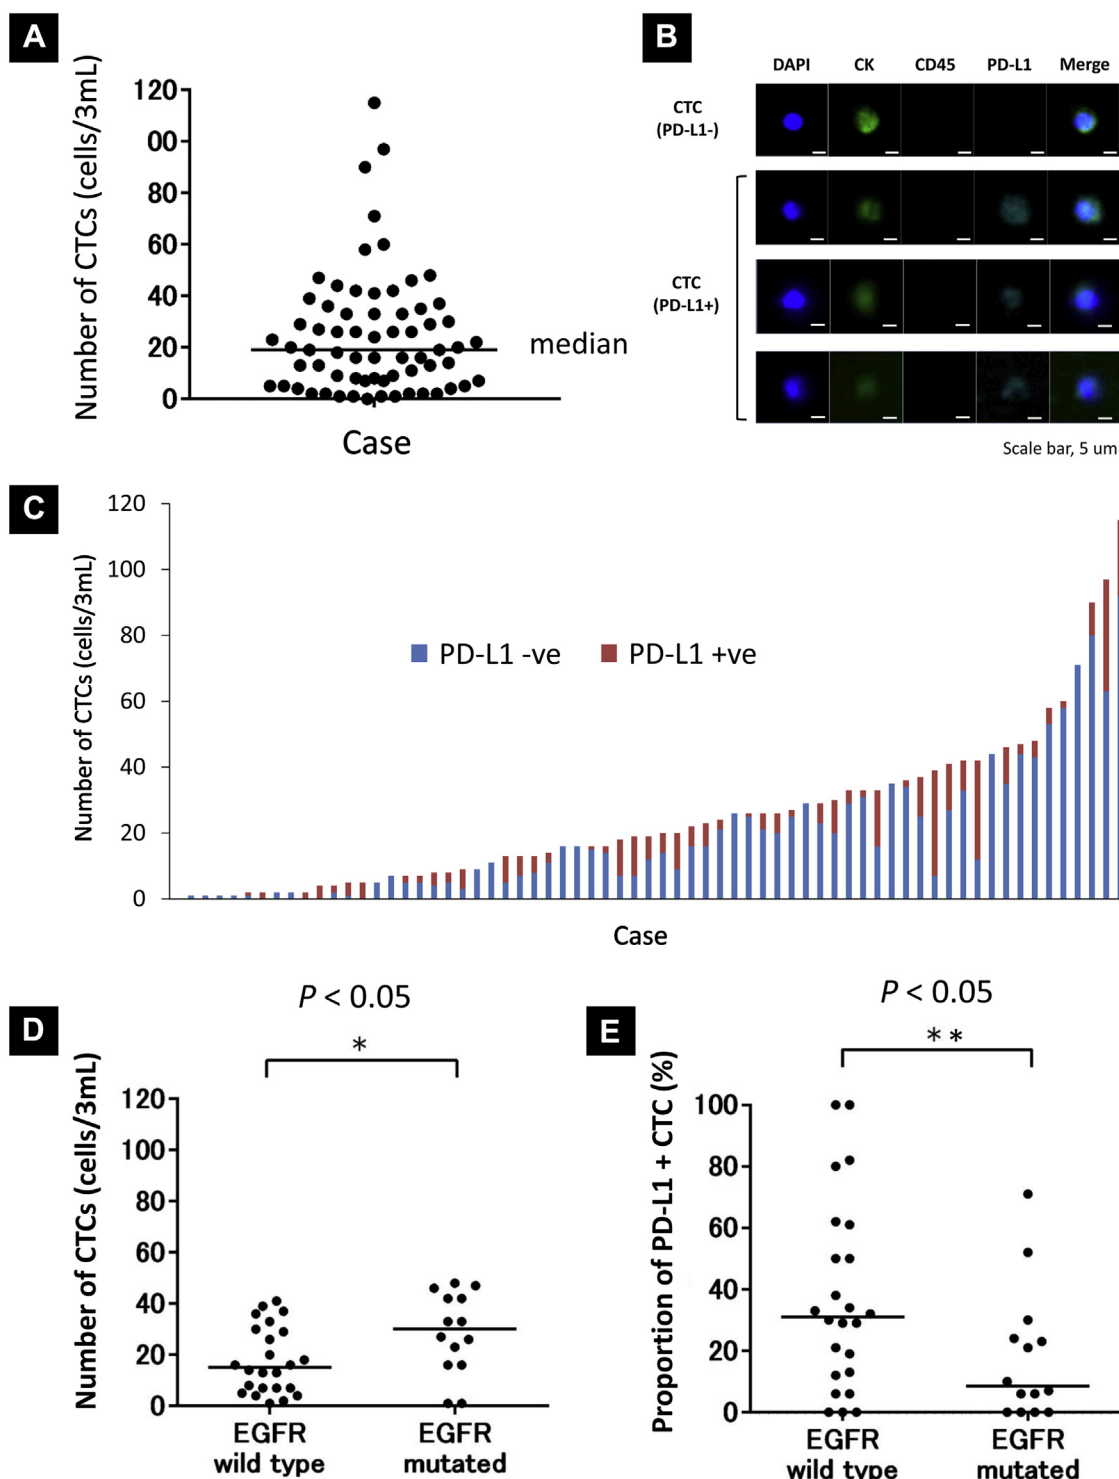 A
Number of CTCs (cells/3mL)
120
00
80
60
40
20
0
median
Case
B
DAPI CK CD45 PD-L1 Merge
CTC
(PD-L1-)
CTC
(PD-L1+)
Scale bar, 5 um
C
Number of CTCs (cells/3mL)
120
100
80
60
40
20
0
PD-L1 -ve PD-L1 +ve
Case
D
P < 0.05
*
Number of CTCs (cells/3mL)
120
100
80
60
40
20
0
EGFR
wild type
EGFR
mutated
E
P < 0.05
**
Proportion of PD-L1 + CTC (%)
100
80
60
40
20
0
EGFR
wild type
EGFR
mutated